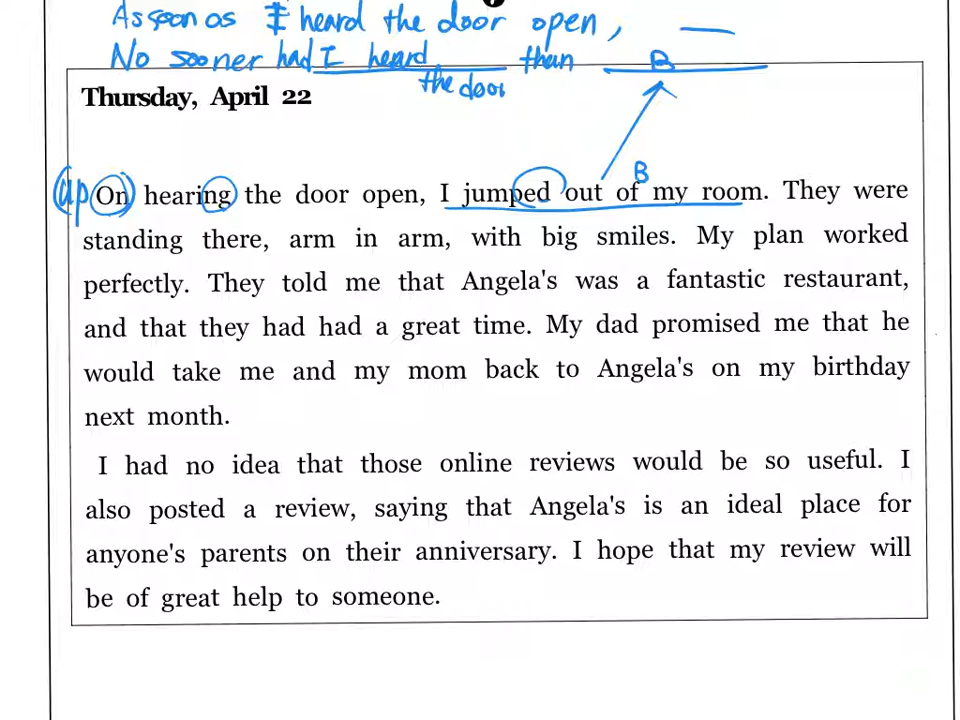 As soon as I heard the door open, 
No sooner had I heard than B
the door
Thursday, April 22
B
(up On) hearing the door open, I jumped out of my room. They were
standing there, arm in arm, with big smiles. My plan worked
perfectly. They told me that Angela's was a fantastic restaurant,
and that they had had a great time. My dad promised me that he
would take me and my mom back to Angela's on my birthday
next month.
I had no idea that those online reviews would be so useful. I
also posted a review, saying that Angela's is an ideal place for
anyone's parents on their anniversary. I hope that my review will
be of great help to someone.